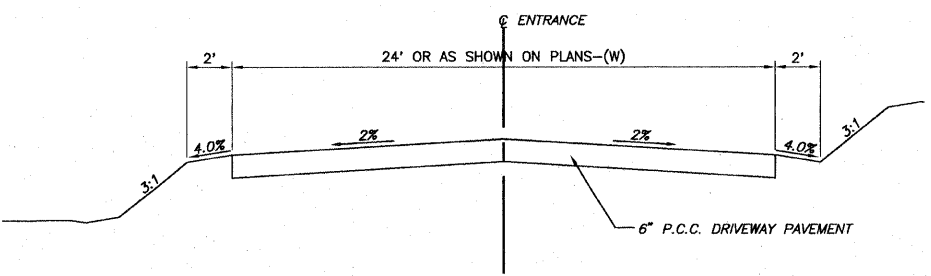 ℄ ENTRANCE
24' OR AS SHOWN ON PLANS-(W)
2'
2'
2%
2%
4.0%
4.0%
3:1
3:1
6" P.C.C. DRIVEWAY PAVEMENT